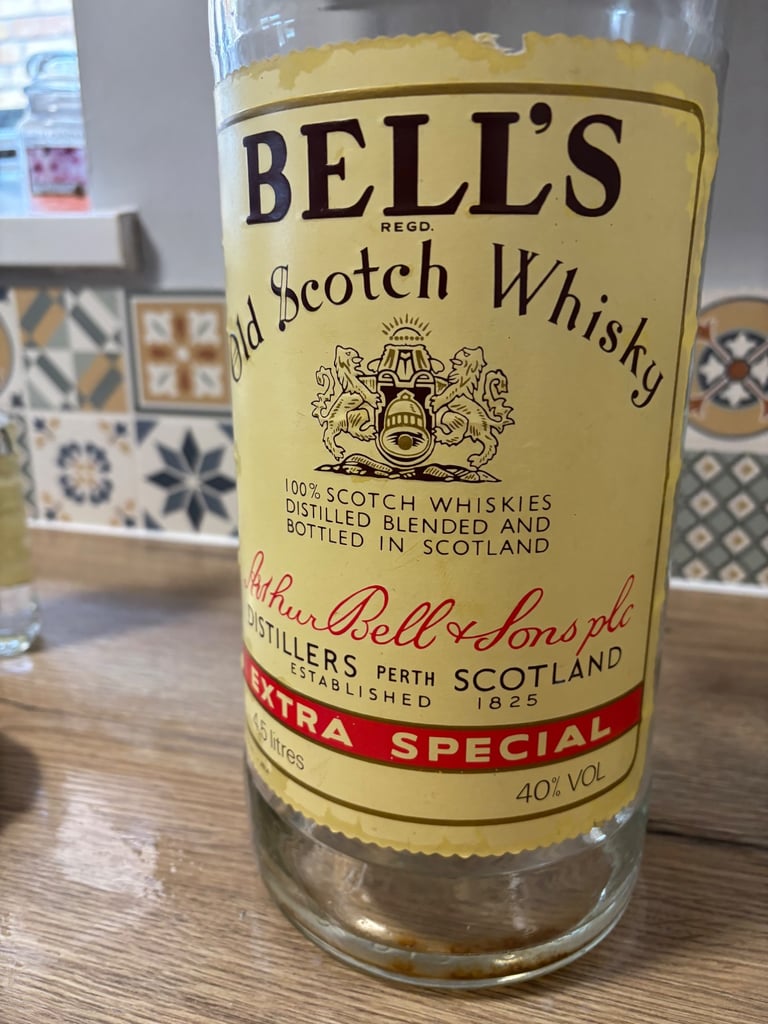 BELL'S
REGD.
Old Scotch Whisky
100% SCOTCH WHISKIES
DISTILLED BLENDED AND
BOTTLED IN SCOTLAND
Arthur Bell & Sons plc
DISTILLERS PERTH SCOTLAND
ESTABLISHED 1825
EXTRA SPECIAL
4.5 litres
40% VOL